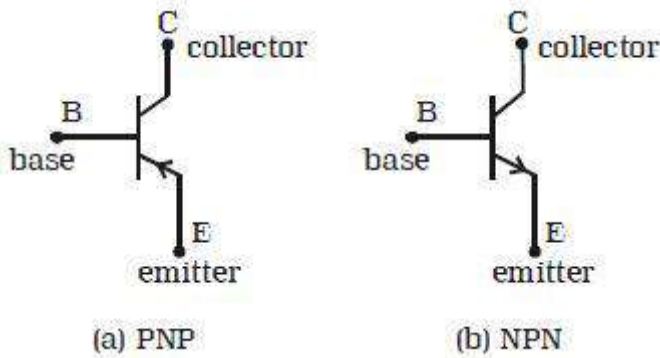 C
collector
B
base
E
emitter
(a) PNP
C
collector
B
base
E
emitter
(b) NPN